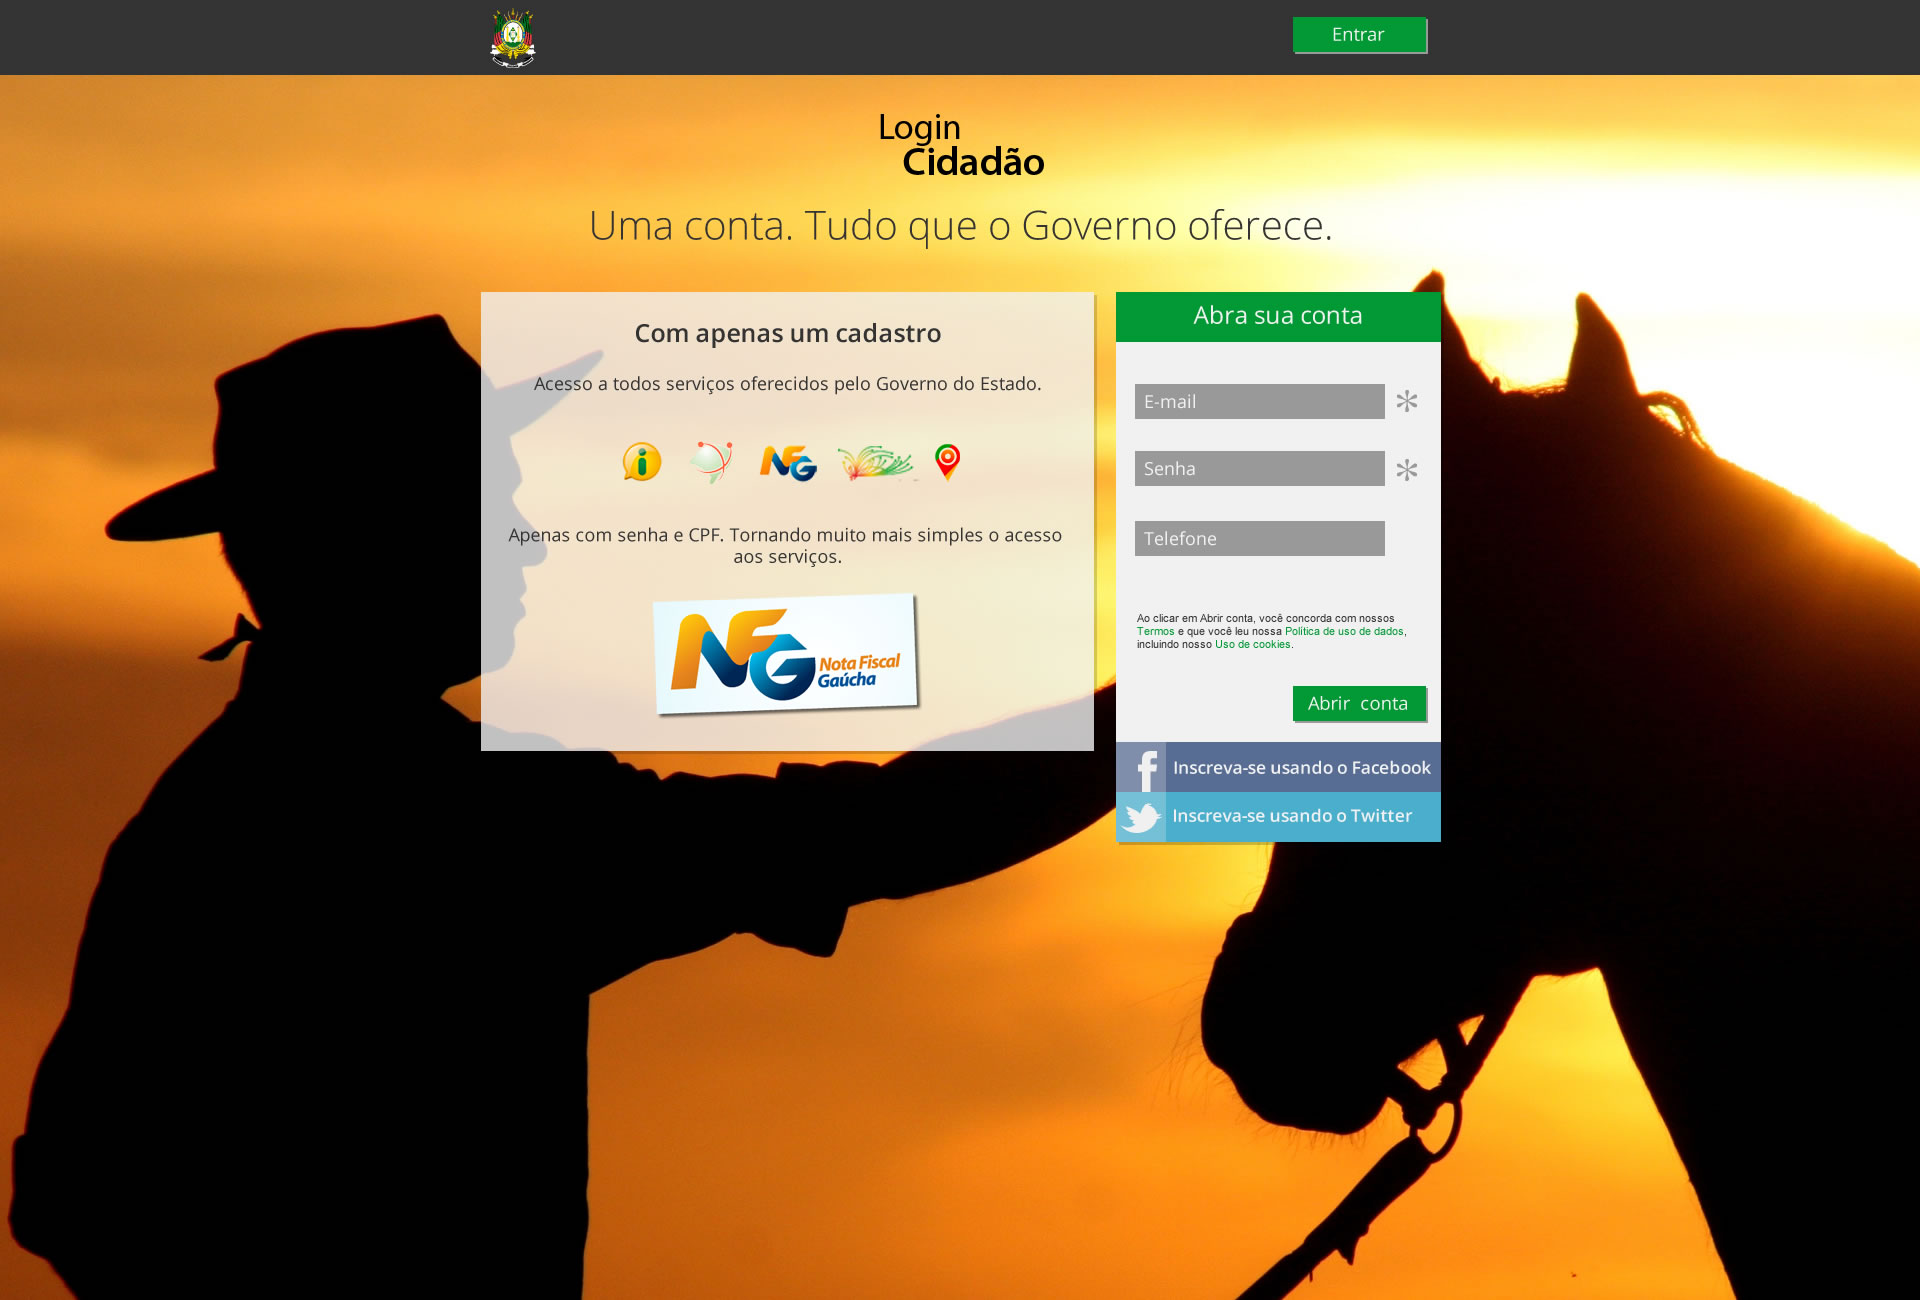 Entrar
Login
Cidadão
Uma conta. Tudo que o Governo oferece.
Com apenas um cadastro
Acesso a todos serviços oferecidos pelo Governo do Estado.
NFG
Apenas com senha e CPF. Tornando muito mais simples o acesso
aos serviços.
NFG Nota Fiscal
Gaúcha
Abra sua conta
E-mail *
Senha *
Telefone
Ao clicar em Abrir conta, você concorda com nossos
Termos e que você leu nossa Política de uso de dados,
incluindo nosso Uso de cookies.
Abrir conta
Inscreva-se usando o Facebook
Inscreva-se usando o Twitter